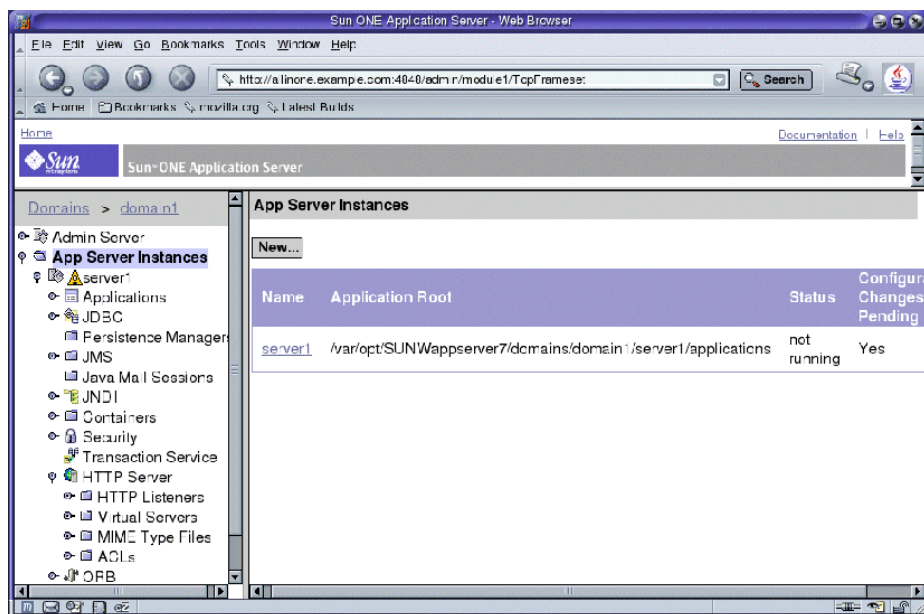 Sun ONE Application Server - Web Browser
File Edit View Go Bookmarks Tools Window Help
http://allinone.example.com:4848/admin/module1/TopFrameset
Search
Home Bookmarks mozilla.org Latest Builds
Home
Documentation | Help
Sun microsystems
Sun ONE Application Server
Domains > domain1
Admin Server
App Server Instances
server1
Applications
JDBC
Persistence Manager
JMS
Java Mail Sessions
JNDI
Containers
Security
Transaction Service
HTTP Server
HTTP Listeners
Virtual Servers
MIME Type Files
ACLs
ORB
App Server Instances
New...
Name Application Root Status Configura Changes Pending
server1 /var/opt/SUNWappserver7/domains/domain1/server1/applications not running Yes